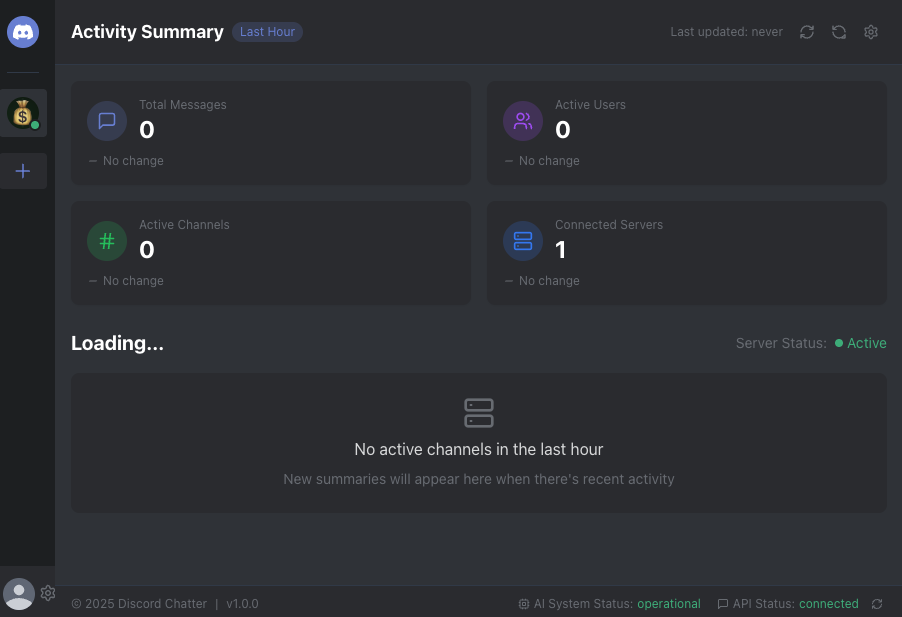 Activity Summary Last Hour Last updated: never
Total Messages
0
No change
Active Users
0
No change
Active Channels
0
No change
Connected Servers
1
No change
Loading...
Server Status: Active
No active channels in the last hour
New summaries will appear here when there's recent activity
© 2025 Discord Chatter | v1.0.0
AI System Status: operational
API Status: connected